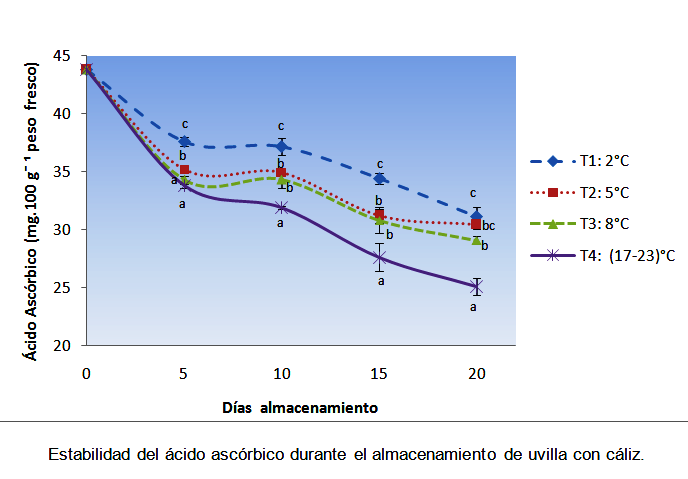 45
40
35
30
25
20
Ácido Ascórbico (mg.100 g⁻¹ peso fresco)
c
b
a
a
c
b
b
a
c
b
b
a
c
bc
b
a
T1: 2°C
T2: 5°C
T3: 8°C
T4: (17-23)°C
0 5 10 15 20
Días almacenamiento
Estabilidad del ácido ascórbico durante el almacenamiento de uvilla con cáliz.